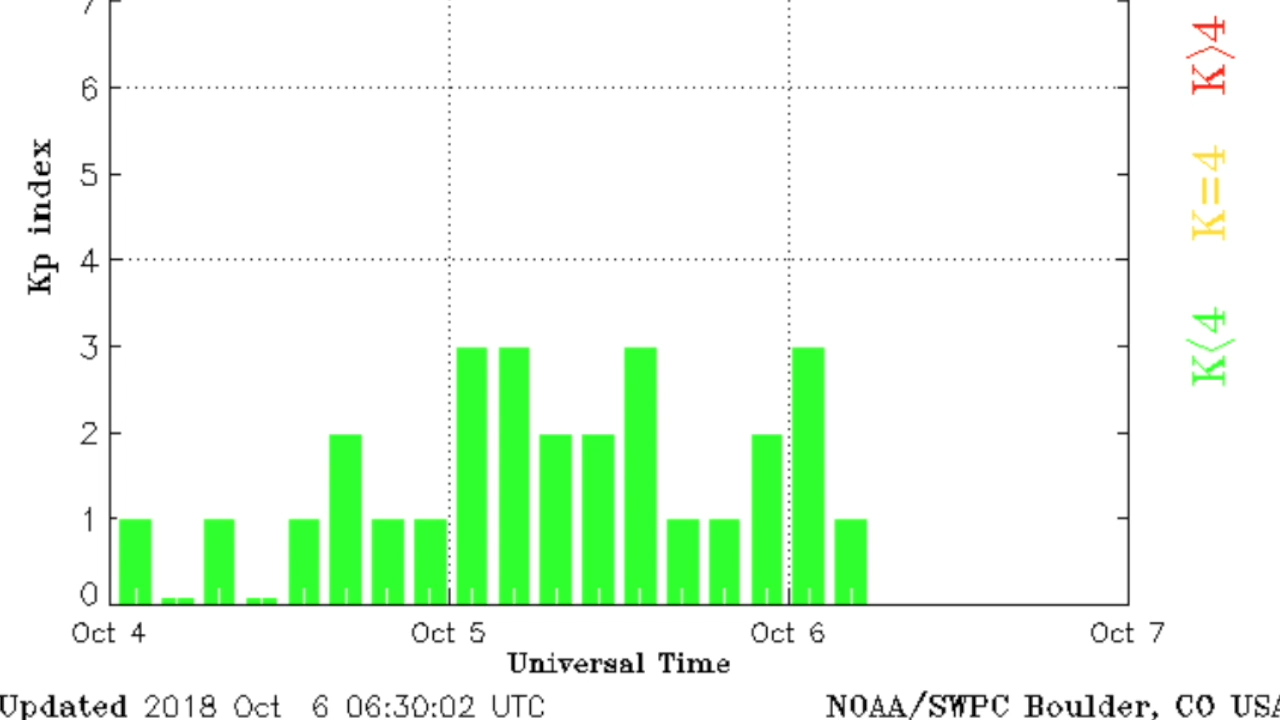 7
6
5
4
3
2
1
0
Kp index
Oct 4 Oct 5 Oct 6 Oct 7
Universal Time
Updated 2018 Oct 6 06:30:02 UTC
NOAA/SWPC Boulder, CO USA
K>4
K=4
K<4